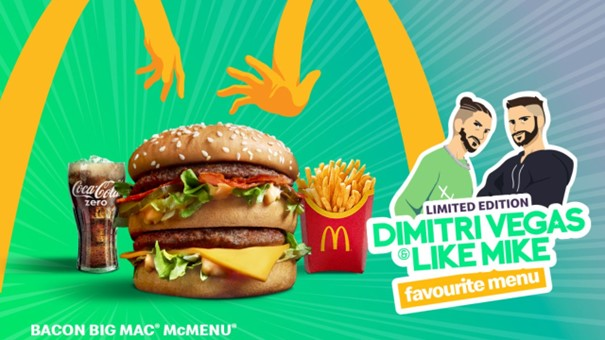 Coca-Cola
zero
LIMITED EDITION
DIMITRI VEGAS
& LIKE MIKE
favourite menu
BACON BIG MAC® McMENU®